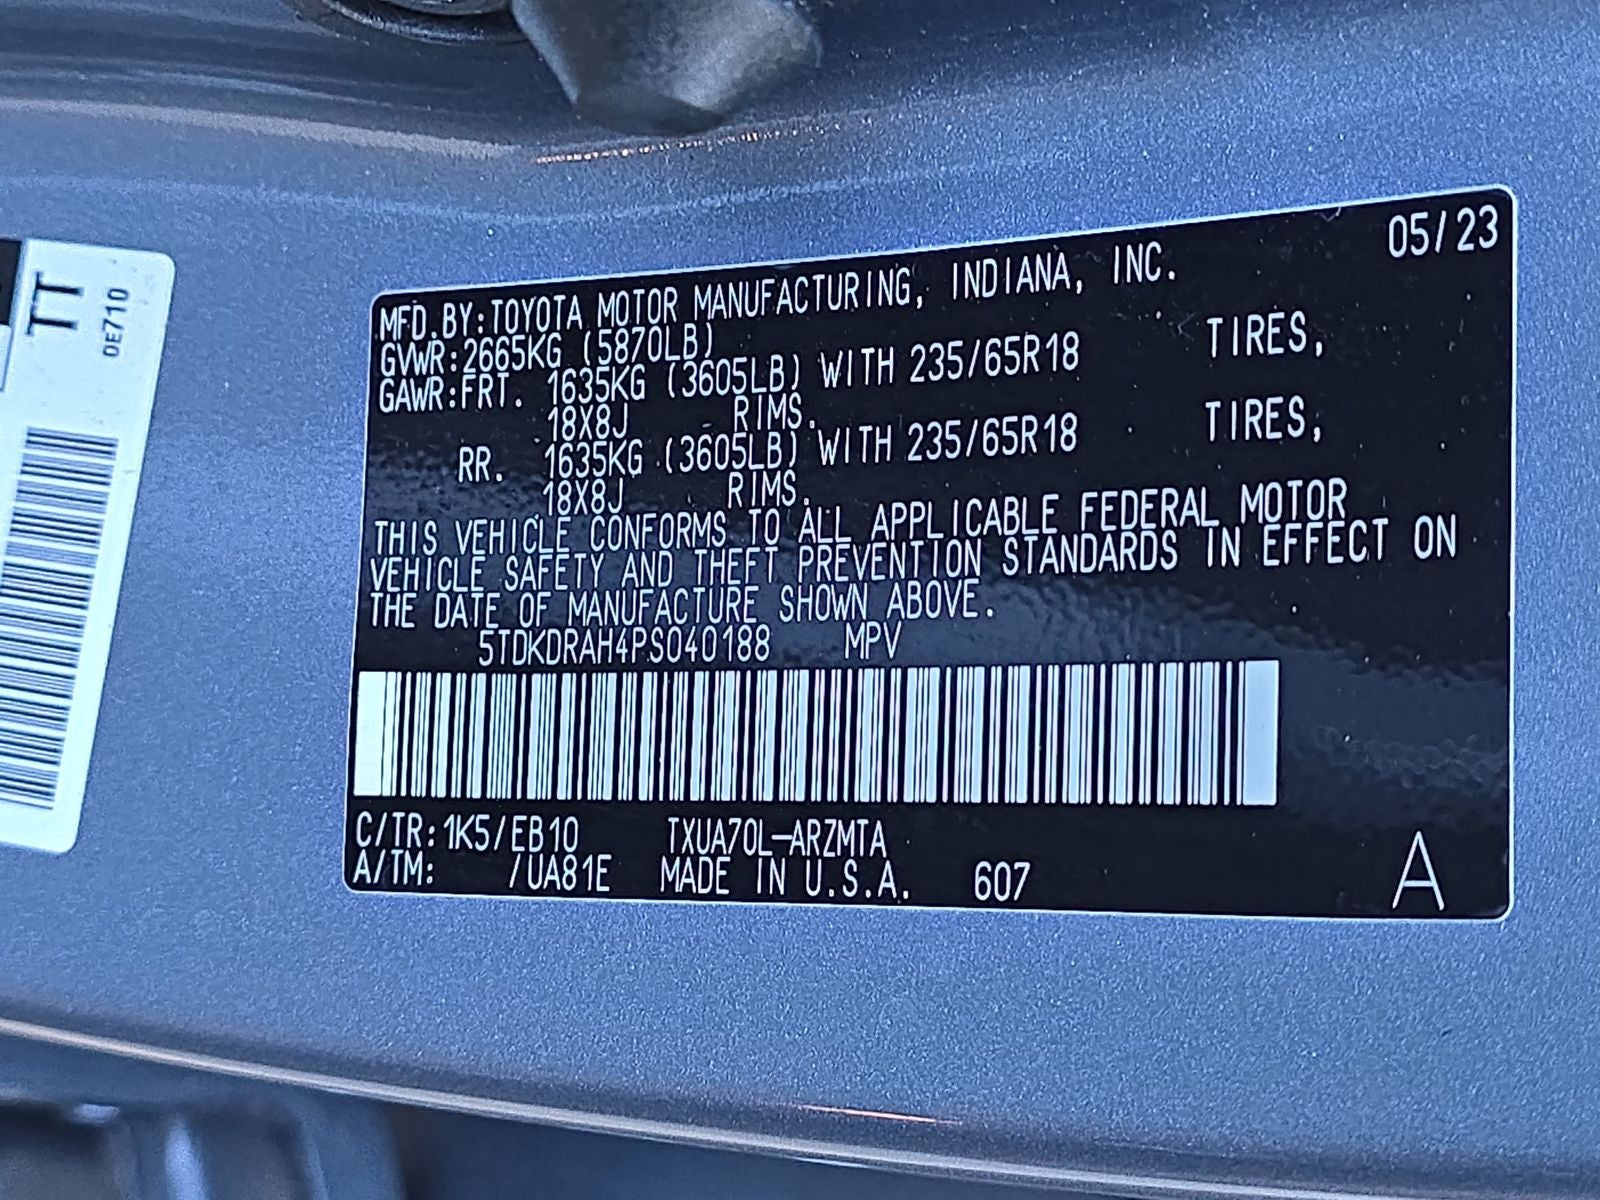 TT
0E710
05/23
MFD.BY:TOYOTA MOTOR MANUFACTURING, INDIANA, INC.
GVWR:2665KG (5870LB)
GAWR:FRT. 1635KG (3605LB) WITH 235/65R18 TIRES,
18X8J RIMS.
RR. 1635KG (3605LB) WITH 235/65R18 TIRES,
18X8J RIMS.
THIS VEHICLE CONFORMS TO ALL APPLICABLE FEDERAL MOTOR
VEHICLE SAFETY AND THEFT PREVENTION STANDARDS IN EFFECT ON
THE DATE OF MANUFACTURE SHOWN ABOVE.
5TDKDRAH4PS040188 MPV
C/TR:1K5/EB10 TXUA70L-ARZMTA
A/TM: /UA81E MADE IN U.S.A. 607
A